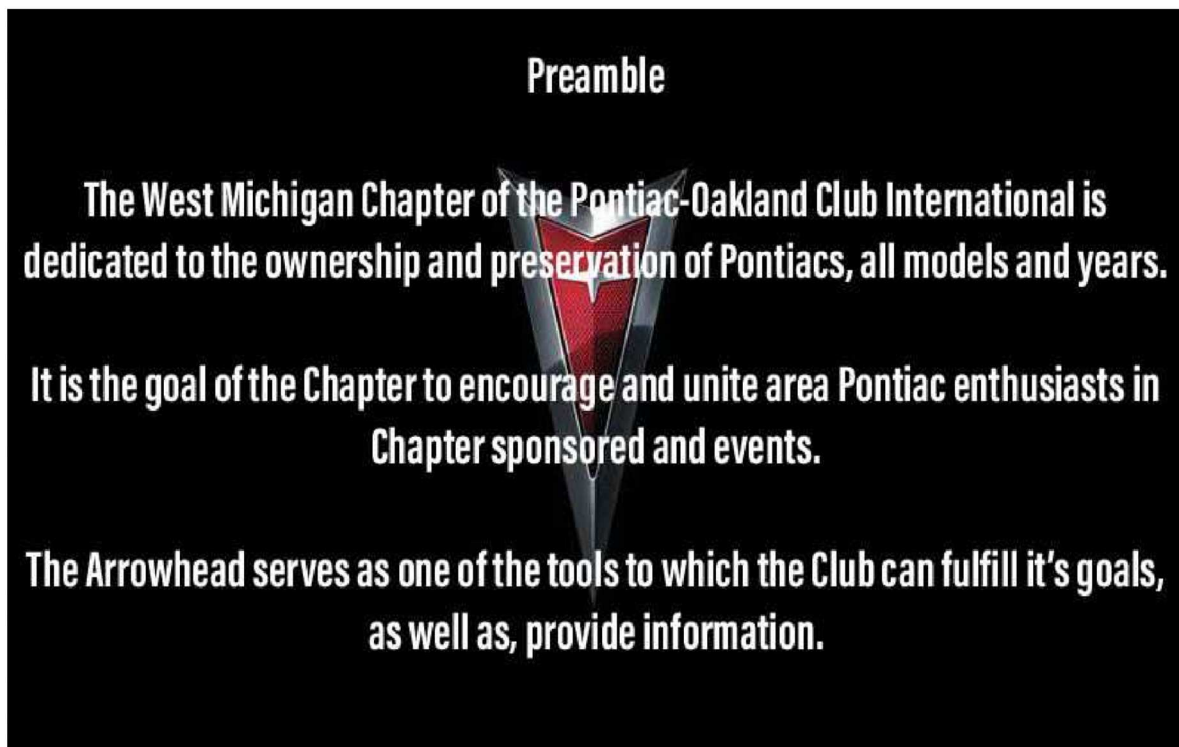 Preamble
The West Michigan Chapter of the Pontiac-Oakland Club International is
dedicated to the ownership and preservation of Pontiacs, all models and years.
It is the goal of the Chapter to encourage and unite area Pontiac enthusiasts in
Chapter sponsored and events.
The Arrowhead serves as one of the tools to which the Club can fulfill it's goals,
as well as, provide information.